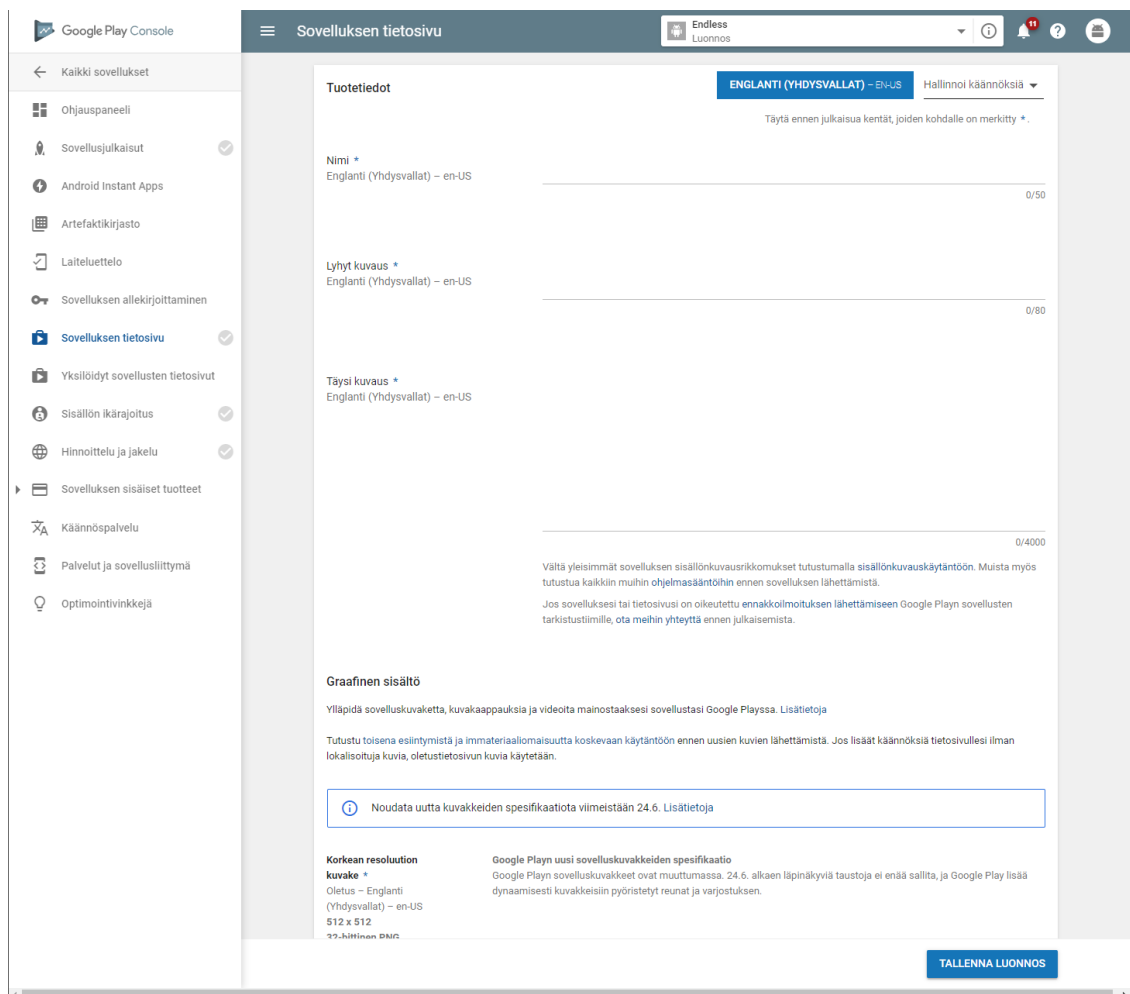 Google Play Console
Sovelluksen tietosivu
Endless
Luonnos
11
Kaikki sovellukset
Ohjauspaneeli
Sovellusjulkaisut
Android Instant Apps
Artefaktikirjasto
Laiteluettelo
Sovelluksen allekirjoittaminen
Sovelluksen tietosivu
Yksilöidyt sovellusten tietosivut
Sisällön ikärajoitus
Hinnoittelu ja jakelu
Sovelluksen sisäiset tuotteet
Käännöspalvelu
Palvelut ja sovellusliittymä
Optimointivinkkejä
Tuotetiedot
ENGLANTI (YHDYSVALLAT) – EN-US
Hallinnoi käännöksiä
Täytä ennen julkaisua kentät, joiden kohdalle on merkitty *.
Nimi *
Englanti (Yhdysvallat) – en-US
0/50
Lyhyt kuvaus *
Englanti (Yhdysvallat) – en-US
0/80
Täysi kuvaus *
Englanti (Yhdysvallat) – en-US
0/4000
Vältä yleisimmät sovelluksen sisällönkuvausrikkomukset tutustumalla sisällönkuvauskäytäntöön. Muista myös
tutustua kaikkiin muihin ohjelmasääntöihin ennen sovelluksen lähettämistä.
Jos sovelluksesi tai tietosivusi on oikeutettu ennakkoilmoituksen lähettämiseen Google Playn sovellusten
tarkistustiimille, ota meihin yhteyttä ennen julkaisemista.
Graafinen sisältö
Ylläpidä sovelluskuvaketta, kuvakaappauksia ja videoita mainostaaksesi sovellustasi Google Playssa. Lisätietoja
Tutustu toisena esiintymistä ja immateriaaliomaisuutta koskevaan käytäntöön ennen uusien kuvien lähettämistä. Jos lisäät käännöksiä tietosivullesi ilman
lokalisoituja kuvia, oletustietosivun kuvia käytetään.
Noudata uutta kuvakkeiden spesifikaatiota viimeistään 24.6. Lisätietoja
Korkean resoluution
kuvake *
Oletus – Englanti
(Yhdysvallat) – en-US
512 x 512
32-bittinen PNG
Google Playn uusi sovelluskuvakkeiden spesifikaatio
Google Playn sovelluskuvakkeet ovat muuttumassa. 24.6. alkaen läpinäkyviä taustoja ei enää sallita, ja Google Play lisää
dynaamisesti kuvakkeisiin pyöristetyt reunat ja varjostuksen.
TALLENNA LUONNOS